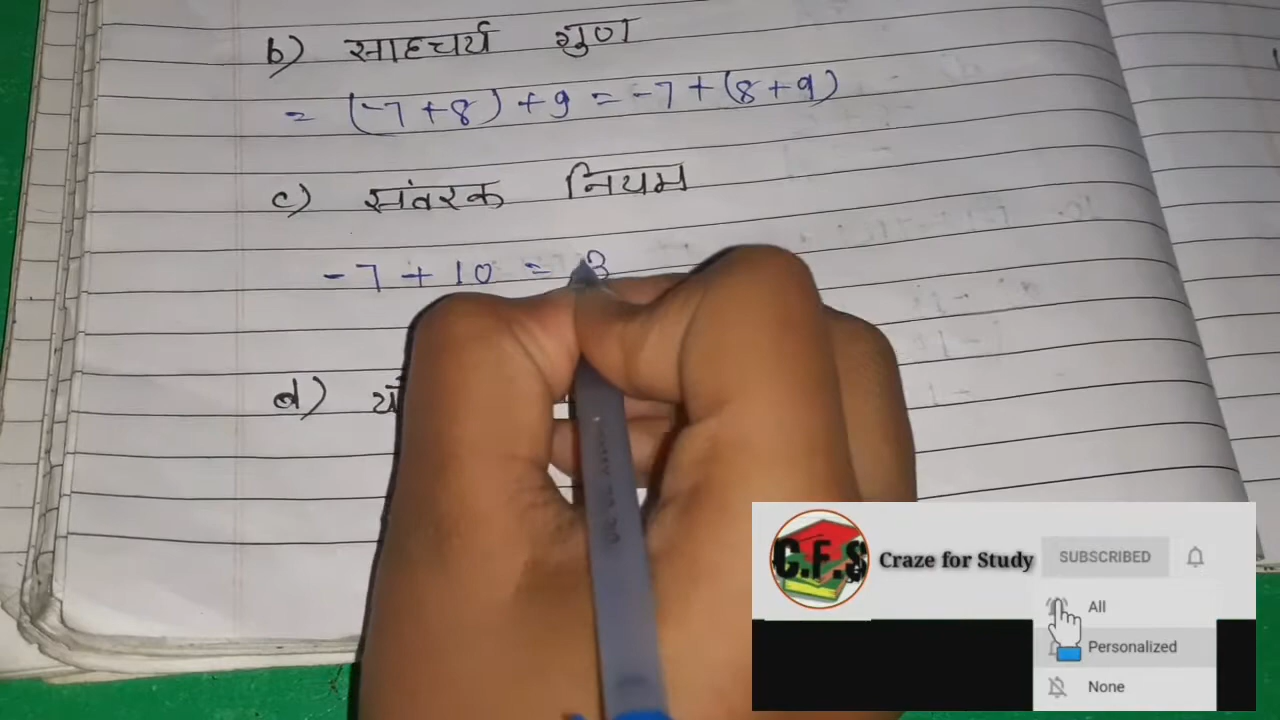 b) साहचर्य गुण
= (-7+8)+9 = -7+(8+9)
c) संवरक नियम
-7 + 10 = 3
d)
C.F.S
Craze for Study
SUBSCRIBED
All
Personalized
None